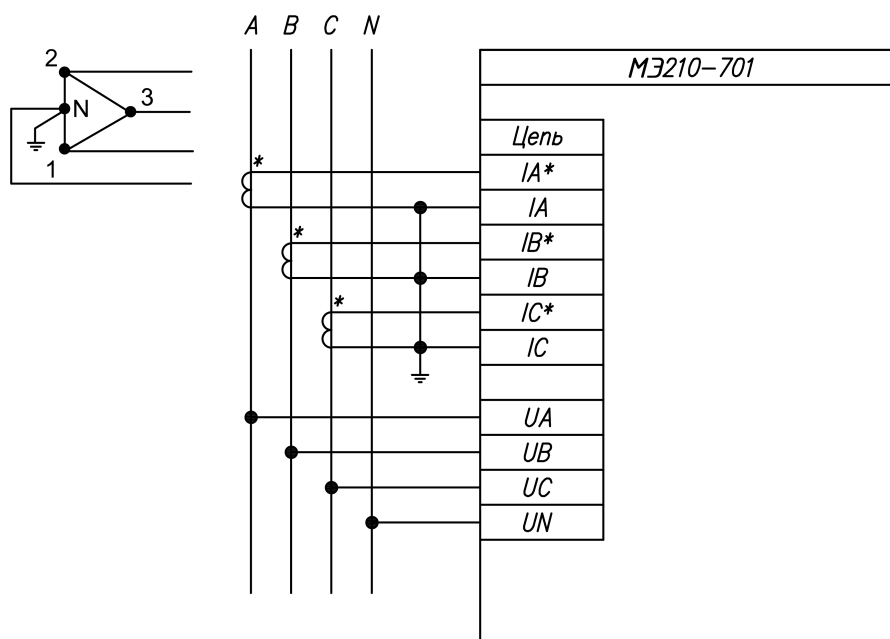 A B C N
МЭ210-701
2
3
N
1
Цепь
*
IA*
IA
*
IB*
IB
*
IC*
IC
UA
UB
UC
UN